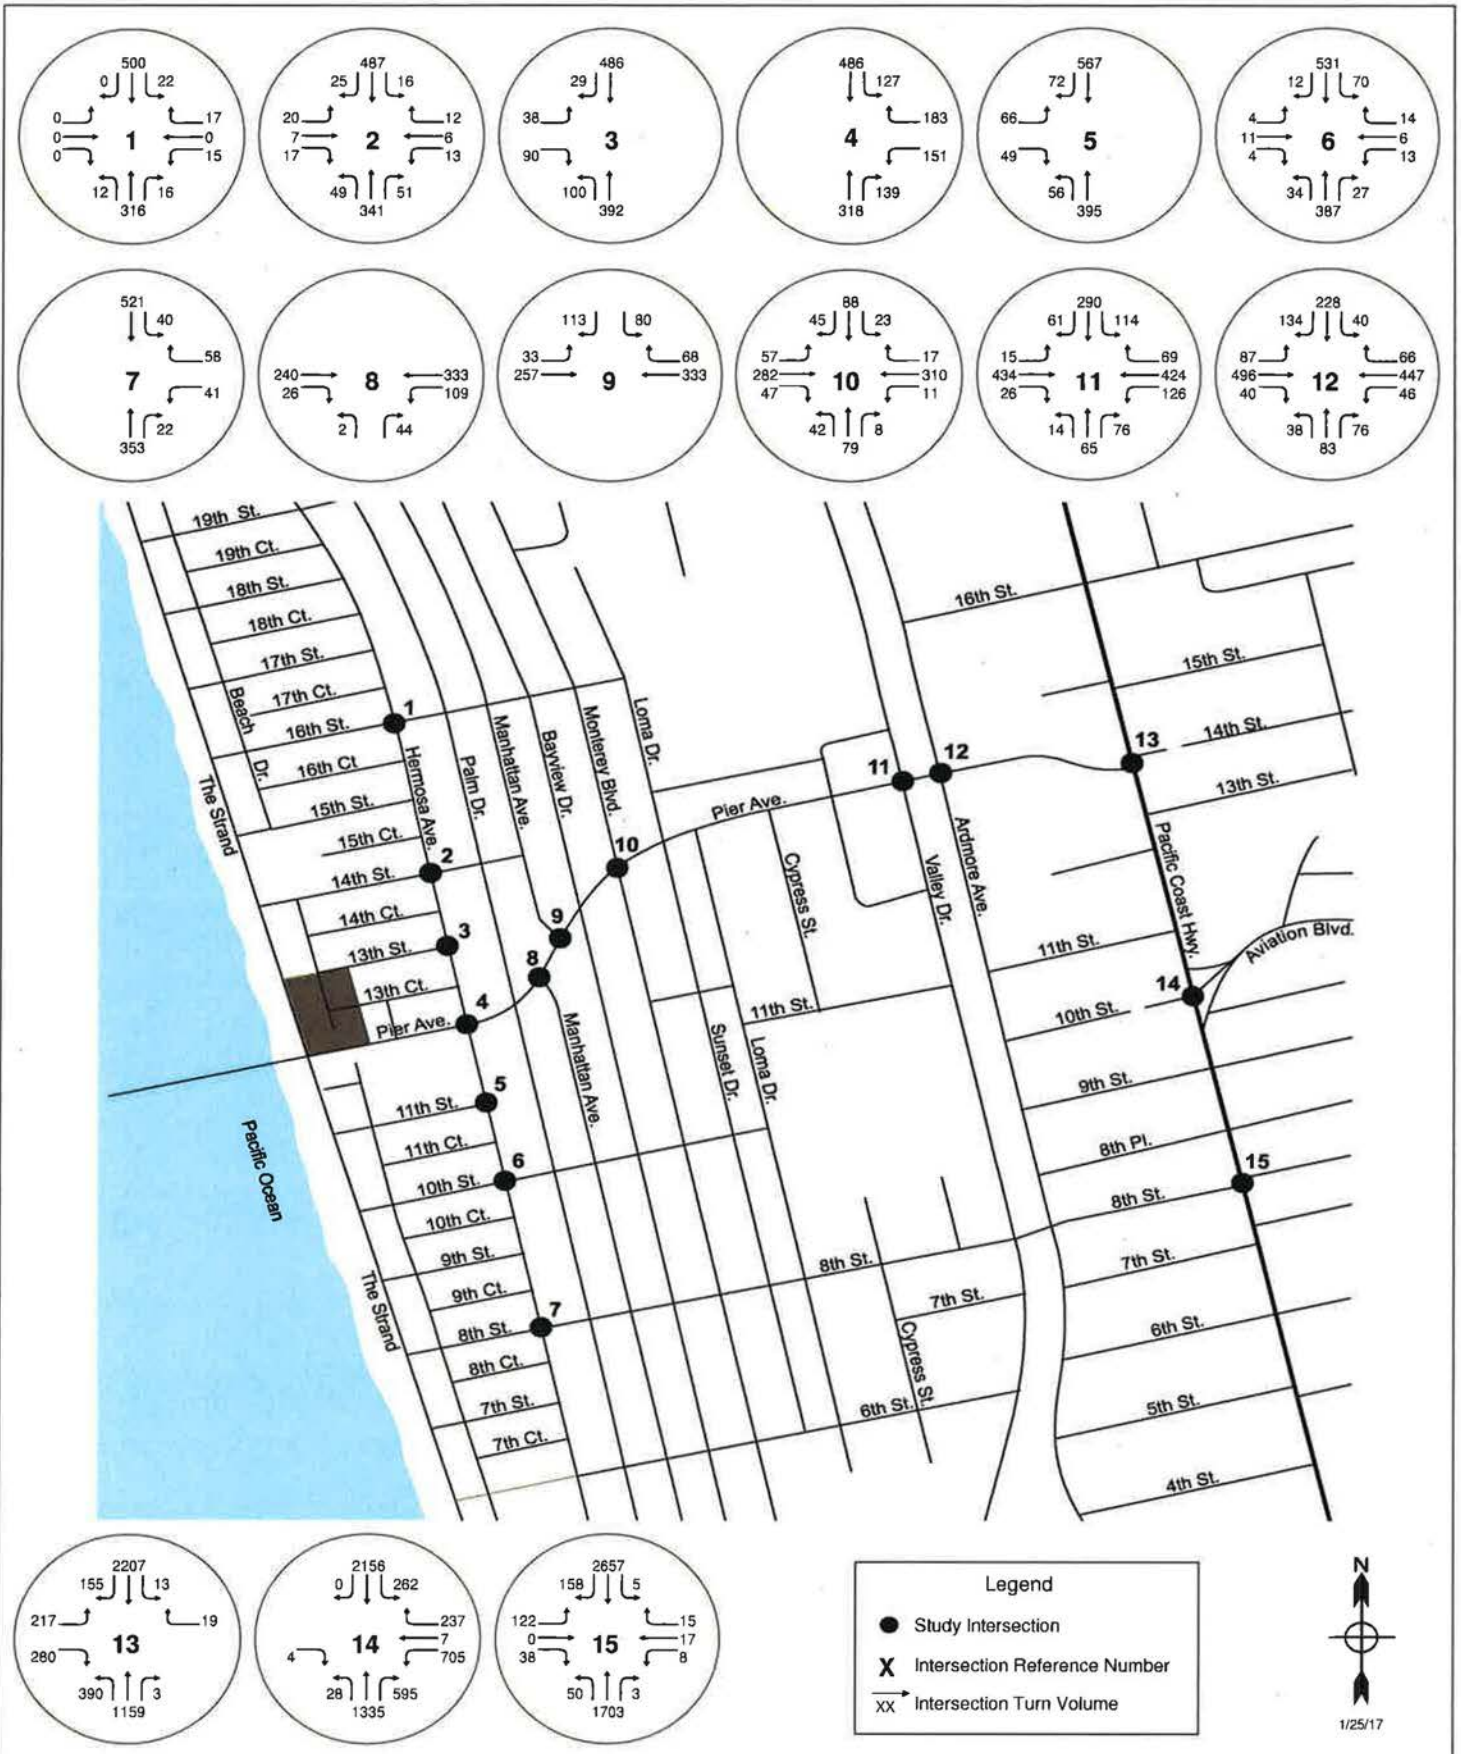 500
0 22
0 17
0 1 0
0 15
12 16
316
487
25 16
20 12
7 2 6
17 13
49 51
341
486
29
38
3
90
100
392
486
127
183
4
151
139
318
567
72
66
5
49
56
395
531
12 70
4 14
11 6 6
4 13
34 27
387
521
40
58
7
41
22
353
240 8 333
26 109
2 44
113 80
33 68
257 9 333
88
45 23
57 17
282 10 310
47 11
42 8
79
290
61 114
15 69
434 11 424
26 126
14 76
65
228
134 40
87 66
496 12 447
40 46
38 76
83
19th St.
19th Ct.
18th St.
18th Ct.
17th St.
17th Ct.
16th St.
16th Ct
15th St.
15th Ct.
14th St.
14th Ct.
13th St.
13th Ct.
Pier Ave.
11th St.
11th Ct.
10th St.
10th Ct.
9th St.
9th Ct.
8th St.
8th Ct.
7th St.
7th Ct.
Beach
Dr.
The Strand
The Strand
Pacific Ocean
Hermosa Ave.
Palm Dr.
Manhattan Ave.
Bayview Dr.
Monterey Blvd.
Loma Dr.
Manhattan Ave.
Pier Ave.
Cypress St.
Sunset Dr.
Loma Dr.
11th St.
8th St.
7th St.
Cypress St.
6th St.
Valley Dr.
Ardmore Ave.
16th St.
15th St.
14th St.
13th St.
Pacific Coast Hwy.
Aviation Blvd.
11th St.
10th St.
9th St.
8th Pl.
8th St.
7th St.
6th St.
5th St.
4th St.
1
2
3
4
5
6
7
8
9
10
11
12
13
14
15
2207
155 13
217 19
13
280
390 3
1159
2156
0 262
237
14 7
4 705
28 595
1335
2657
158 5
122 15
0 15 17
38 8
50 3
1703
Legend
Study Intersection
X Intersection Reference Number
XX Intersection Turn Volume
N
1/25/17